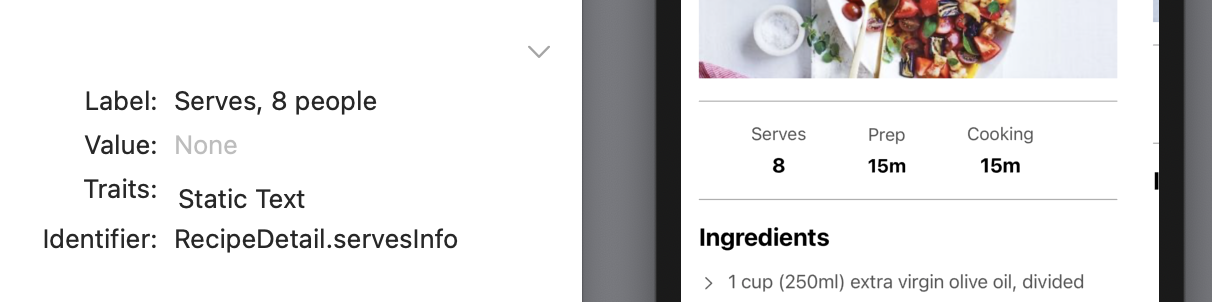 Label: Serves, 8 people
Value: None
Traits: Static Text
Identifier: RecipeDetail.servesInfo
Serves Prep Cooking
8 15m 15m
Ingredients
1 cup (250ml) extra virgin olive oil, divided